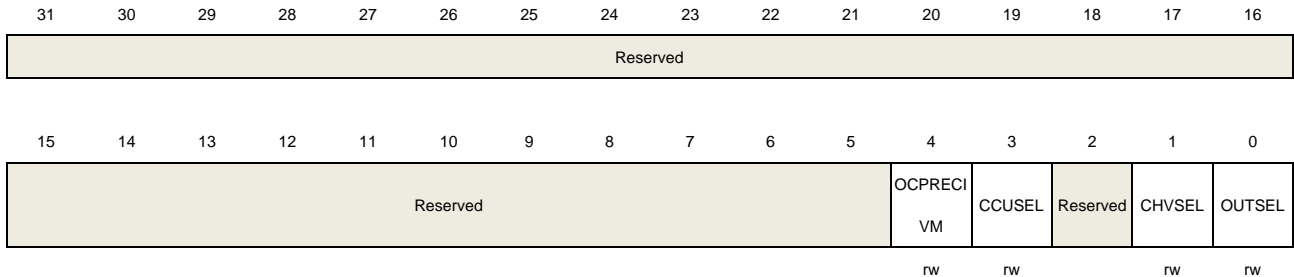 31 30 29 28 27 26 25 24 23 22 21 20 19 18 17 16
Reserved
15 14 13 12 11 10 9 8 7 6 5 4 3 2 1 0
Reserved OCPRECI VM CCUSEL Reserved CHVSEL OUTSEL
rw rw rw rw